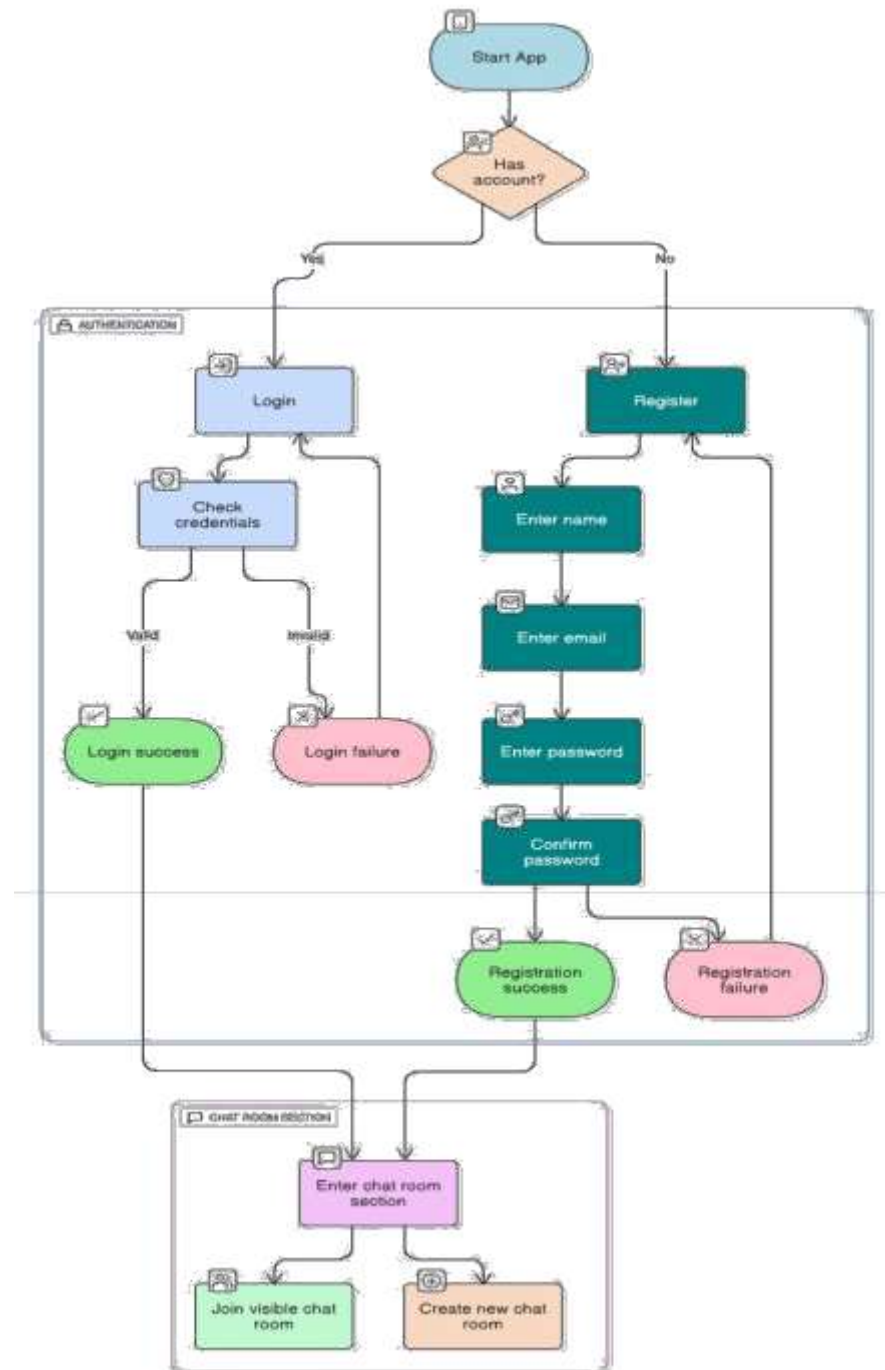 Start App
Has
account?
Yes
No
AUTHENTICATION
Login
Register
Check
credentials
Enter name
Enter email
Valid
Invalid
Login success
Login failure
Enter password
Confirm
password
Registration
success
Registration
failure
CHAT ROOM SECTION
Enter chat room
section
Join visible chat
room
Create new chat
room